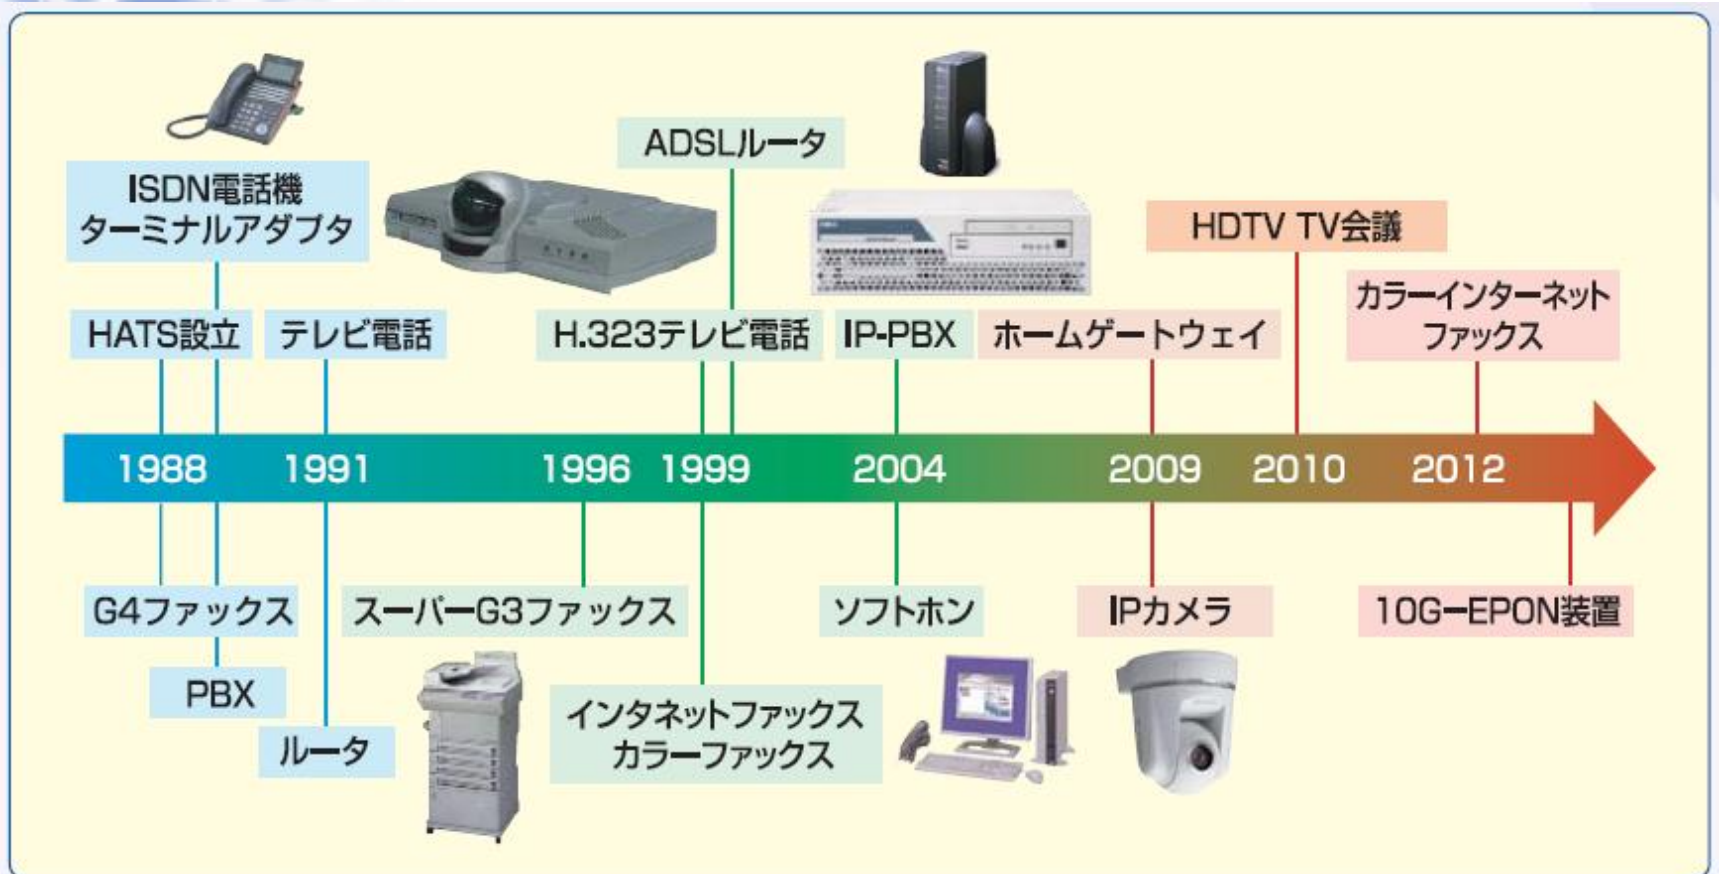 ADSLルータ
ISDN電話機
ターミナルアダプタ
HDTV TV会議
カラーインターネット
ファックス
HATS設立
テレビ電話
H.323テレビ電話
IP-PBX
ホームゲートウェイ
1988
1991
1996
1999
2004
2009
2010
2012
G4ファックス
スーパーG3ファックス
ソフトホン
IPカメラ
10GーEPON装置
PBX
インタネットファックス
カラーファックス
ルータ